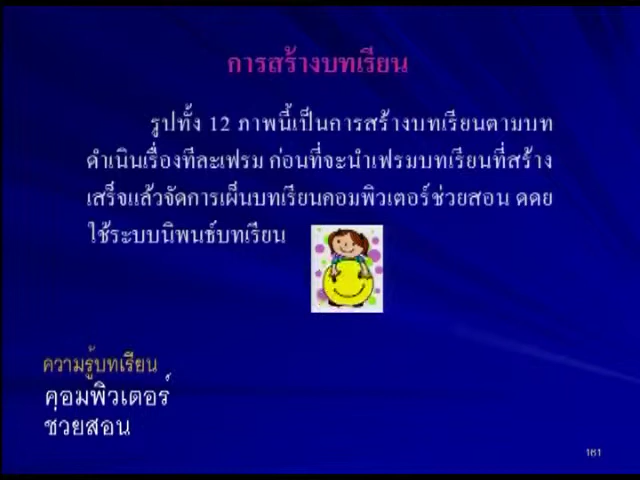 การสร้างบทเรียน
รูปทั้ง 12 ภาพนี้เป็นการสร้างบทเรียนตามบท
ดำเนินเรื่องทีละเฟรม ก่อนที่จะนำเฟรมบทเรียนที่สร้าง
เสร็จแล้วจัดการเผ็นบทเรียนคอมพิวเตอร์ช่วยสอน ดดย
ใช้ระบบนิพนธ์บทเรียน
ความรู้บทเรียน
คอมพิวเตอร์
ช่วยสอน
161